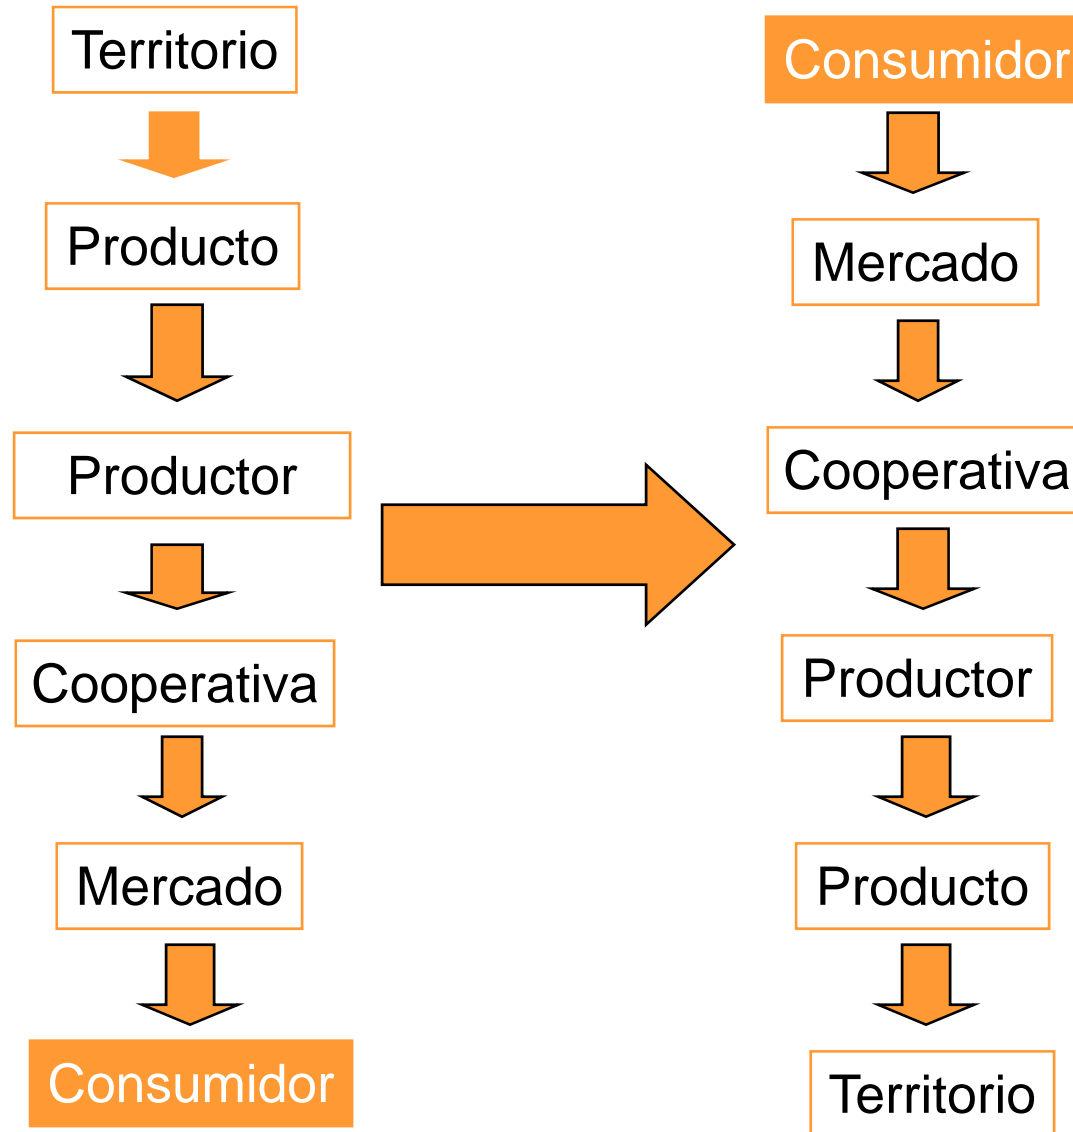 Territorio
Producto
Productor
Cooperativa
Mercado
Consumidor
Consumidor
Mercado
Cooperativa
Productor
Producto
Territorio